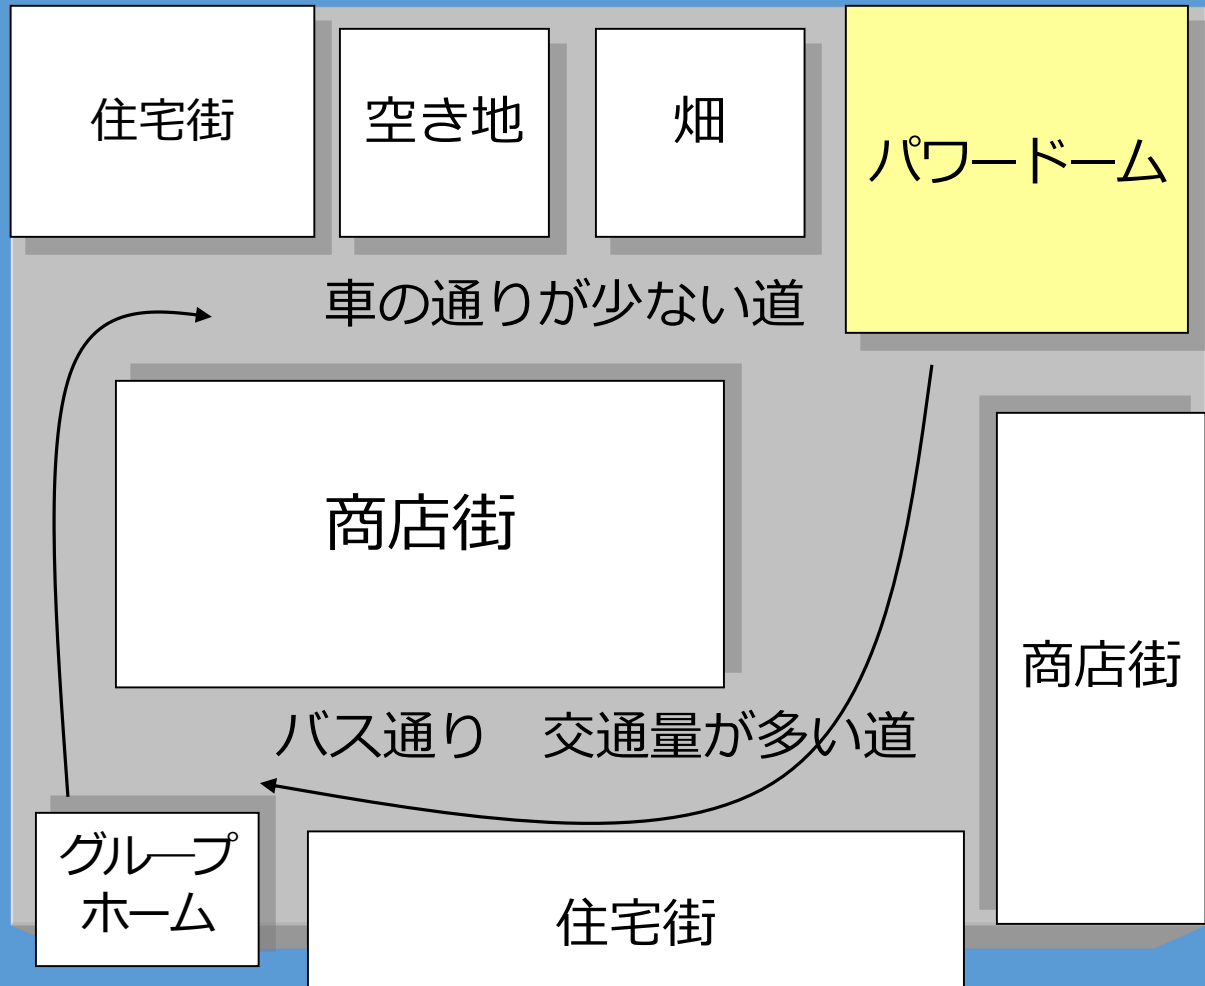 住宅街
空き地
畑
パワードーム
車の通りが少ない道
商店街
商店街
バス通り　交通量が多い道
グループ
ホーム
住宅街